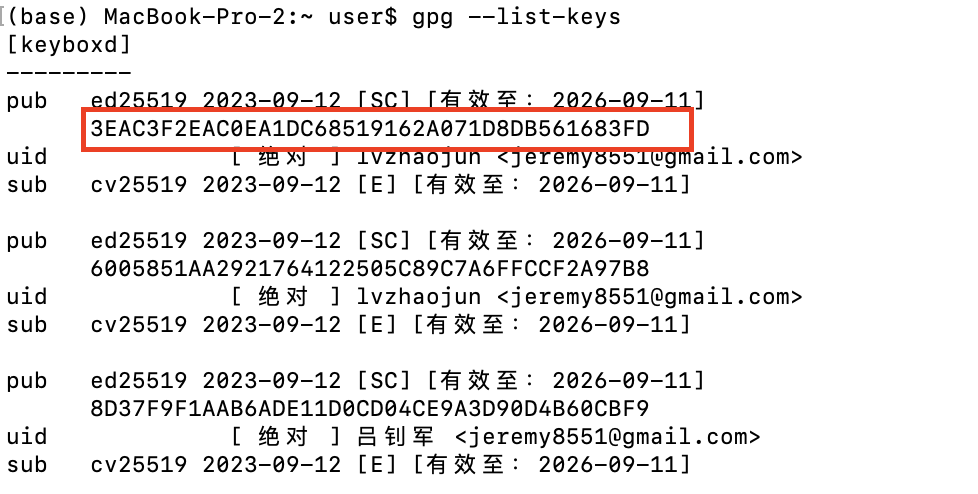 (base) MacBook-Pro-2:~ user$ gpg --list-keys
[keyboxd]
---------
pub   ed25519 2023-09-12 [SC] [有效至：2026-09-11]
      3EAC3F2EAC0EA1DC68519162A071D8DB561683FD
uid           [ 绝对 ] lvzhaojun <jeremy8551@gmail.com>
sub   cv25519 2023-09-12 [E] [有效至：2026-09-11]

pub   ed25519 2023-09-12 [SC] [有效至：2026-09-11]
      6005851AA2921764122505C89C7A6FFCCF2A97B8
uid           [ 绝对 ] lvzhaojun <jeremy8551@gmail.com>
sub   cv25519 2023-09-12 [E] [有效至：2026-09-11]

pub   ed25519 2023-09-12 [SC] [有效至：2026-09-11]
      8D37F9F1AAB6ADE11D0CD04CE9A3D90D4B60CBF9
uid           [ 绝对 ] 吕钊军 <jeremy8551@gmail.com>
sub   cv25519 2023-09-12 [E] [有效至：2026-09-11]